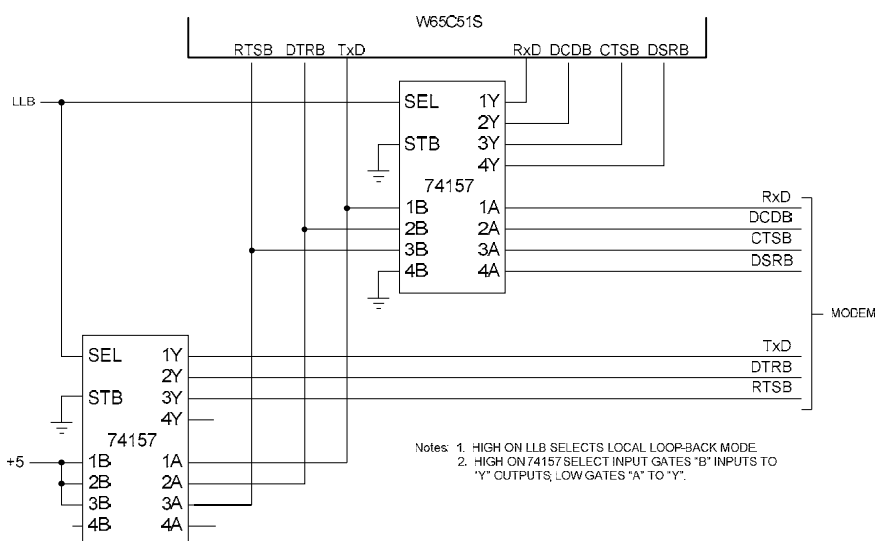 W65C51S
RTSB DTRB TxD RxD DCDB CTSB DSRB
LLB
SEL 1Y
2Y
STB 3Y
4Y
74157
1B 1A
2B 2A
3B 3A
4B 4A
RxD
DCDB
CTSB
DSRB
MODEM
TxD
DTRB
RTSB
SEL 1Y
2Y
STB 3Y
4Y
74157
+5 1B 1A
2B 2A
3B 3A
4B 4A
Notes: 1. HIGH ON LLB SELECTS LOCAL LOOP-BACK MODE.
2. HIGH ON 74157 SELECT INPUT GATES "B" INPUTS TO
"Y" OUTPUTS; LOW GATES "A" TO "Y".